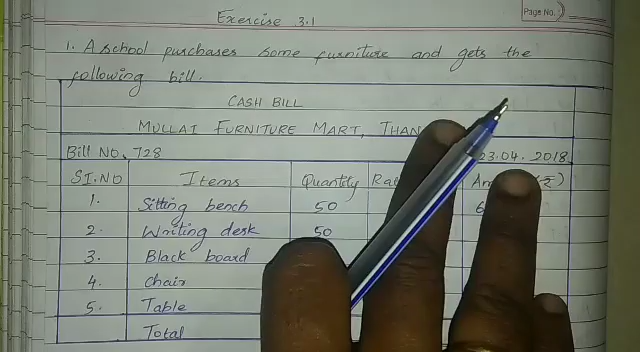 Exercise 3.1
Page No.
1. A school purchases some furniture and gets the
following bill.
CASH BILL
MULLAI FURNITURE MART,
Bill No. 728 23.04.2018
SI.NO Items Quantity
1. Sitting bench 50
2. Writing desk 50
3. Black board
4. chair
5. Table
Total